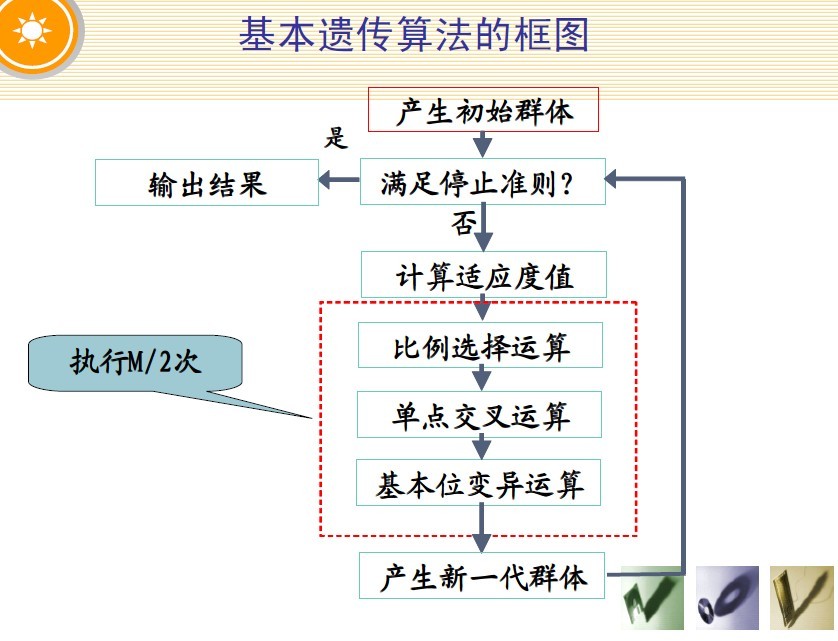 基本遗传算法的框图
产生初始群体
是
输出结果
满足停止准则？
否
计算适应度值
执行M/2次
比例选择运算
单点交叉运算
基本位变异运算
产生新一代群体